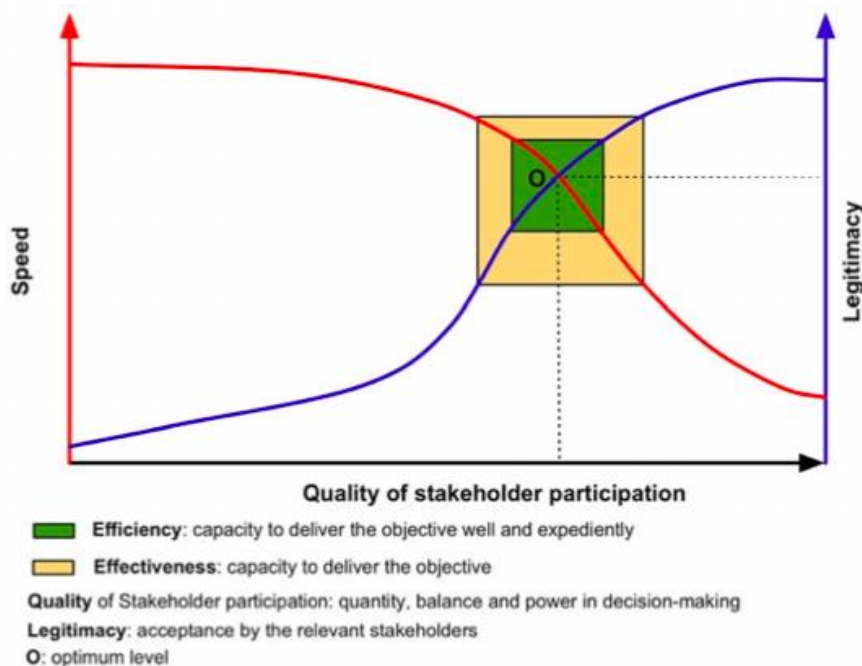 Speed
O
Legitimacy
Quality of stakeholder participation
Efficiency: capacity to deliver the objective well and expediently
Effectiveness: capacity to deliver the objective
Quality of Stakeholder participation: quantity, balance and power in decision-making
Legitimacy: acceptance by the relevant stakeholders
O: optimum level